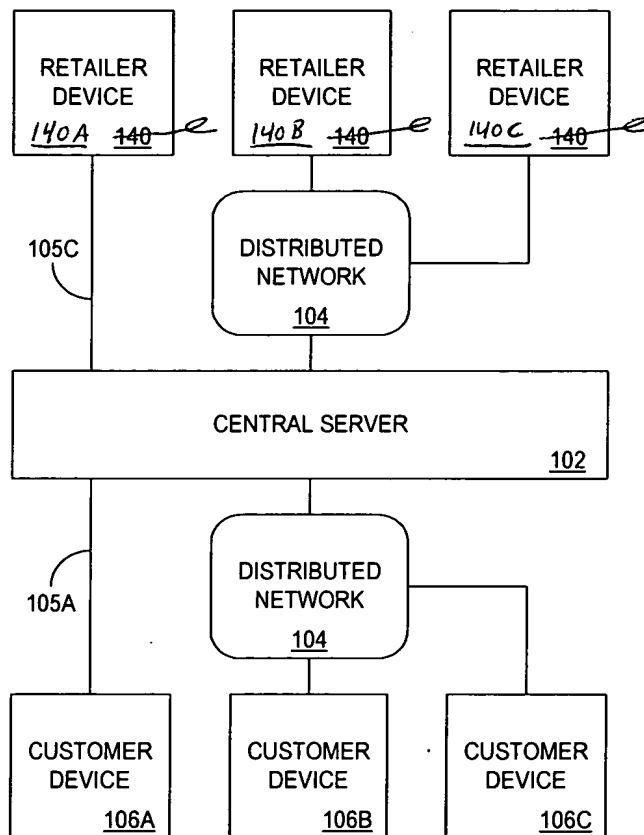 RETAILER
DEVICE
140A 140
RETAILER
DEVICE
140B 140
RETAILER
DEVICE
140C 140
105C
DISTRIBUTED
NETWORK
104
CENTRAL SERVER
102
105A
DISTRIBUTED
NETWORK
104
CUSTOMER
DEVICE
106A
CUSTOMER
DEVICE
106B
CUSTOMER
DEVICE
106C